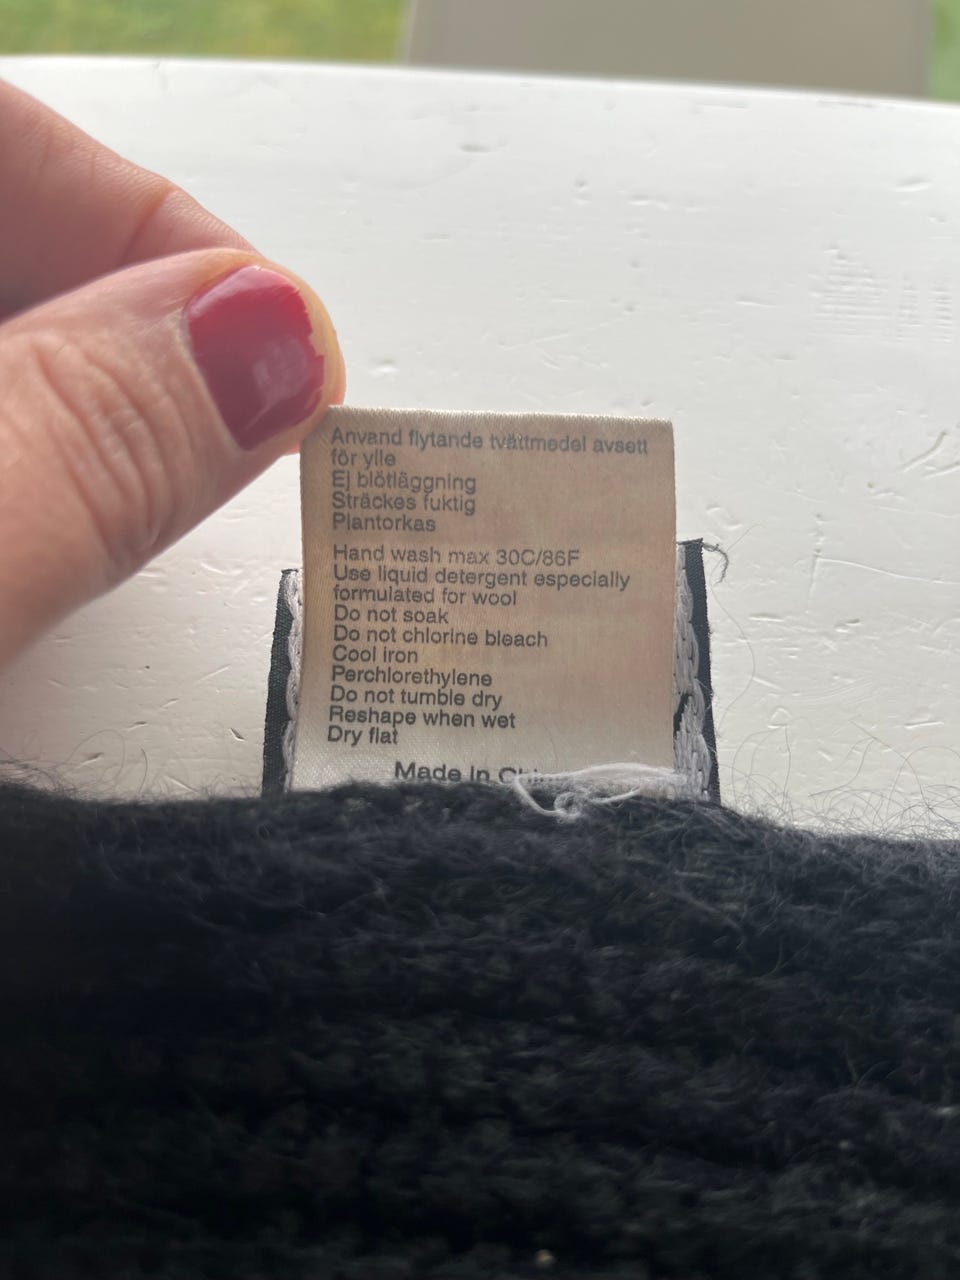 Anvand flytande tvättmedel avsett
för ylle
Ej blötläggning
Sträckes fuktig
Plantorkas
Hand wash max 30C/86F
Use liquid detergent especially
formulated for wool
Do not soak
Do not chlorine bleach
Cool iron
Perchlorethylene
Do not tumble dry
Reshape when wet
Dry flat
Made In